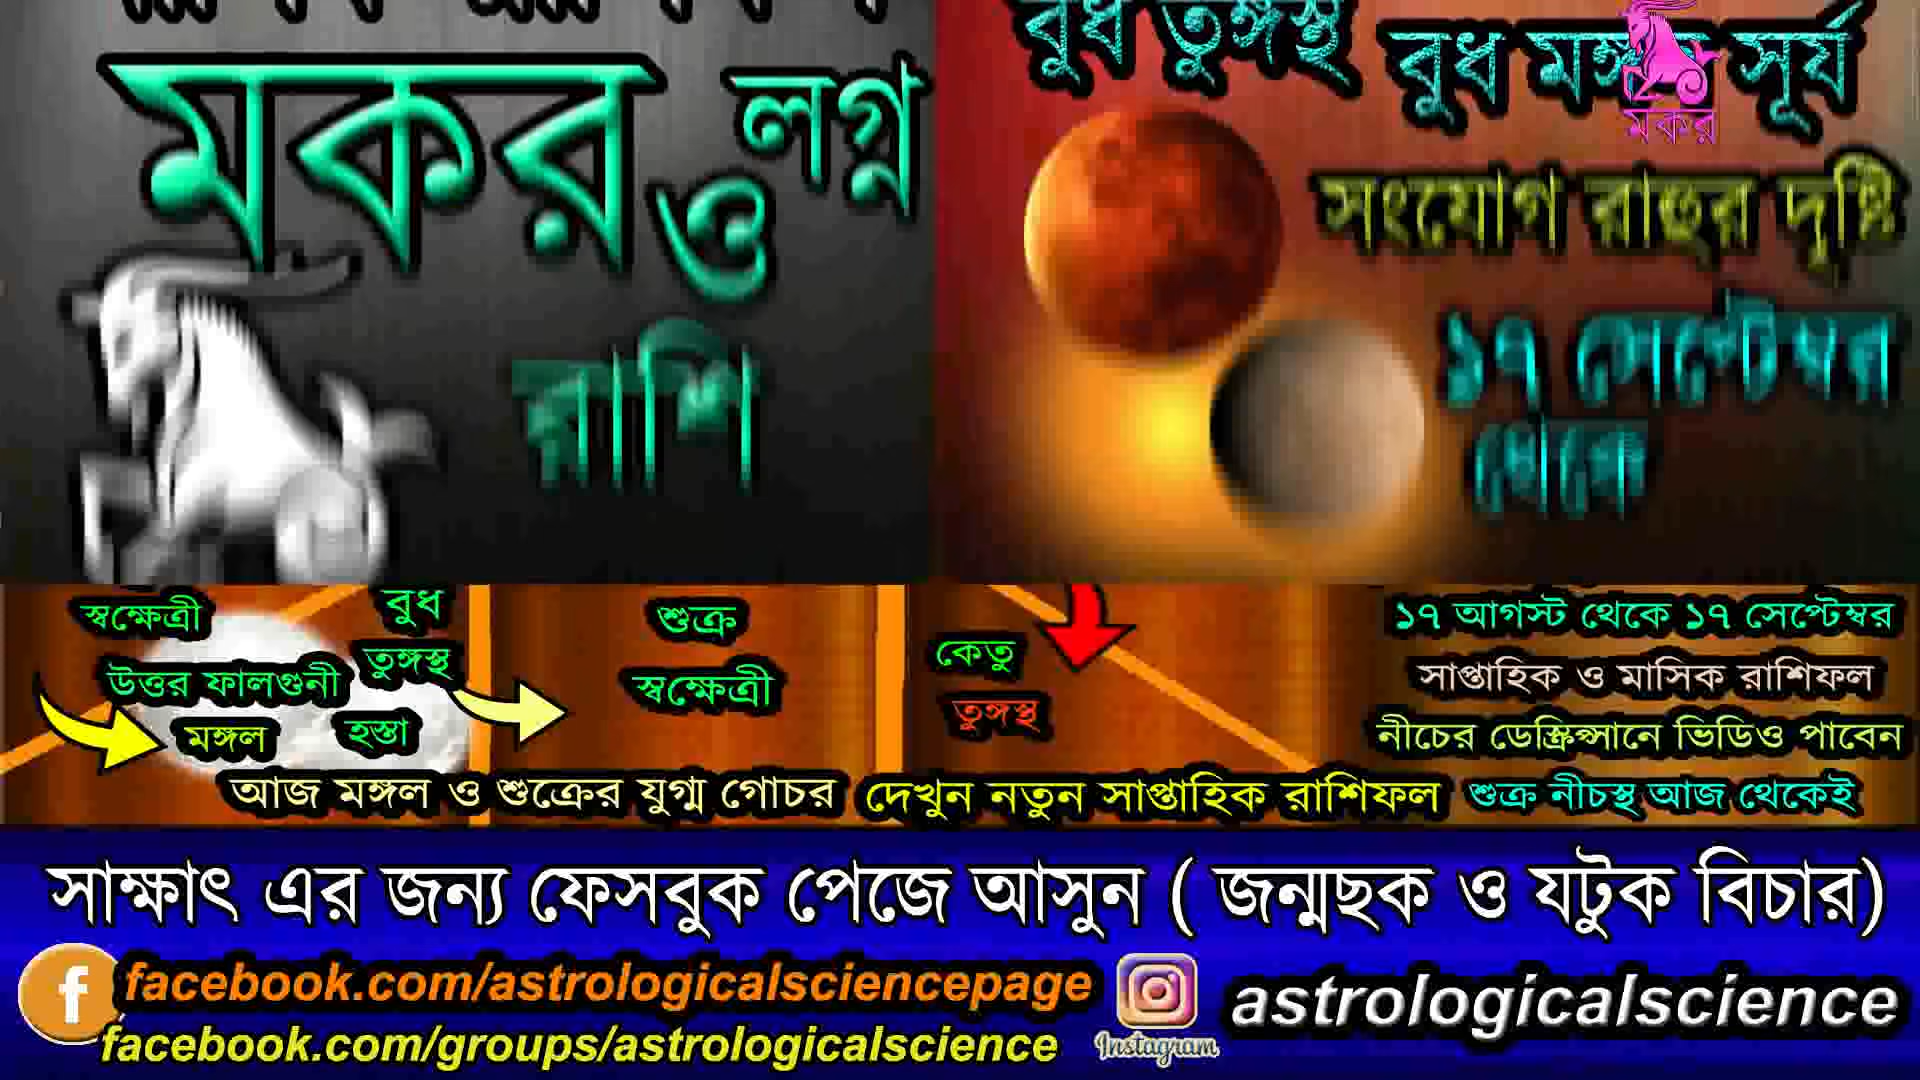 মকর
লগ্ন
ও
রাশি
বুধ তুঙ্গস্থ
বুধ মঙ্গল সূর্য
মকর
সংযোগ রাহুর দৃষ্টি
১৭ সেপ্টেম্বর
থেকে
স্বক্ষেত্রী
বুধ
তুঙ্গস্থ
উত্তর ফালগুনী
মঙ্গল
হস্তা
শুক্র
স্বক্ষেত্রী
কেতু
তুঙ্গস্থ
১৭ আগস্ট থেকে ১৭ সেপ্টেম্বর
সাপ্তাহিক ও মাসিক রাশিফল
নীচের ডেস্ক্রিপ্সানে ভিডিও পাবেন
আজ মঙ্গল ও শুক্রের যুগ্ম গোচর
দেখুন নতুন সাপ্তাহিক রাশিফল
শুক্র নীচস্থ আজ থেকেই
সাক্ষাৎ এর জন্য ফেসবুক পেজে আসুন ( জন্মছক ও যটুক বিচার)
facebook.com/astrologicalsciencepage
facebook.com/groups/astrologicalscience
Instagram
astrologicalscience